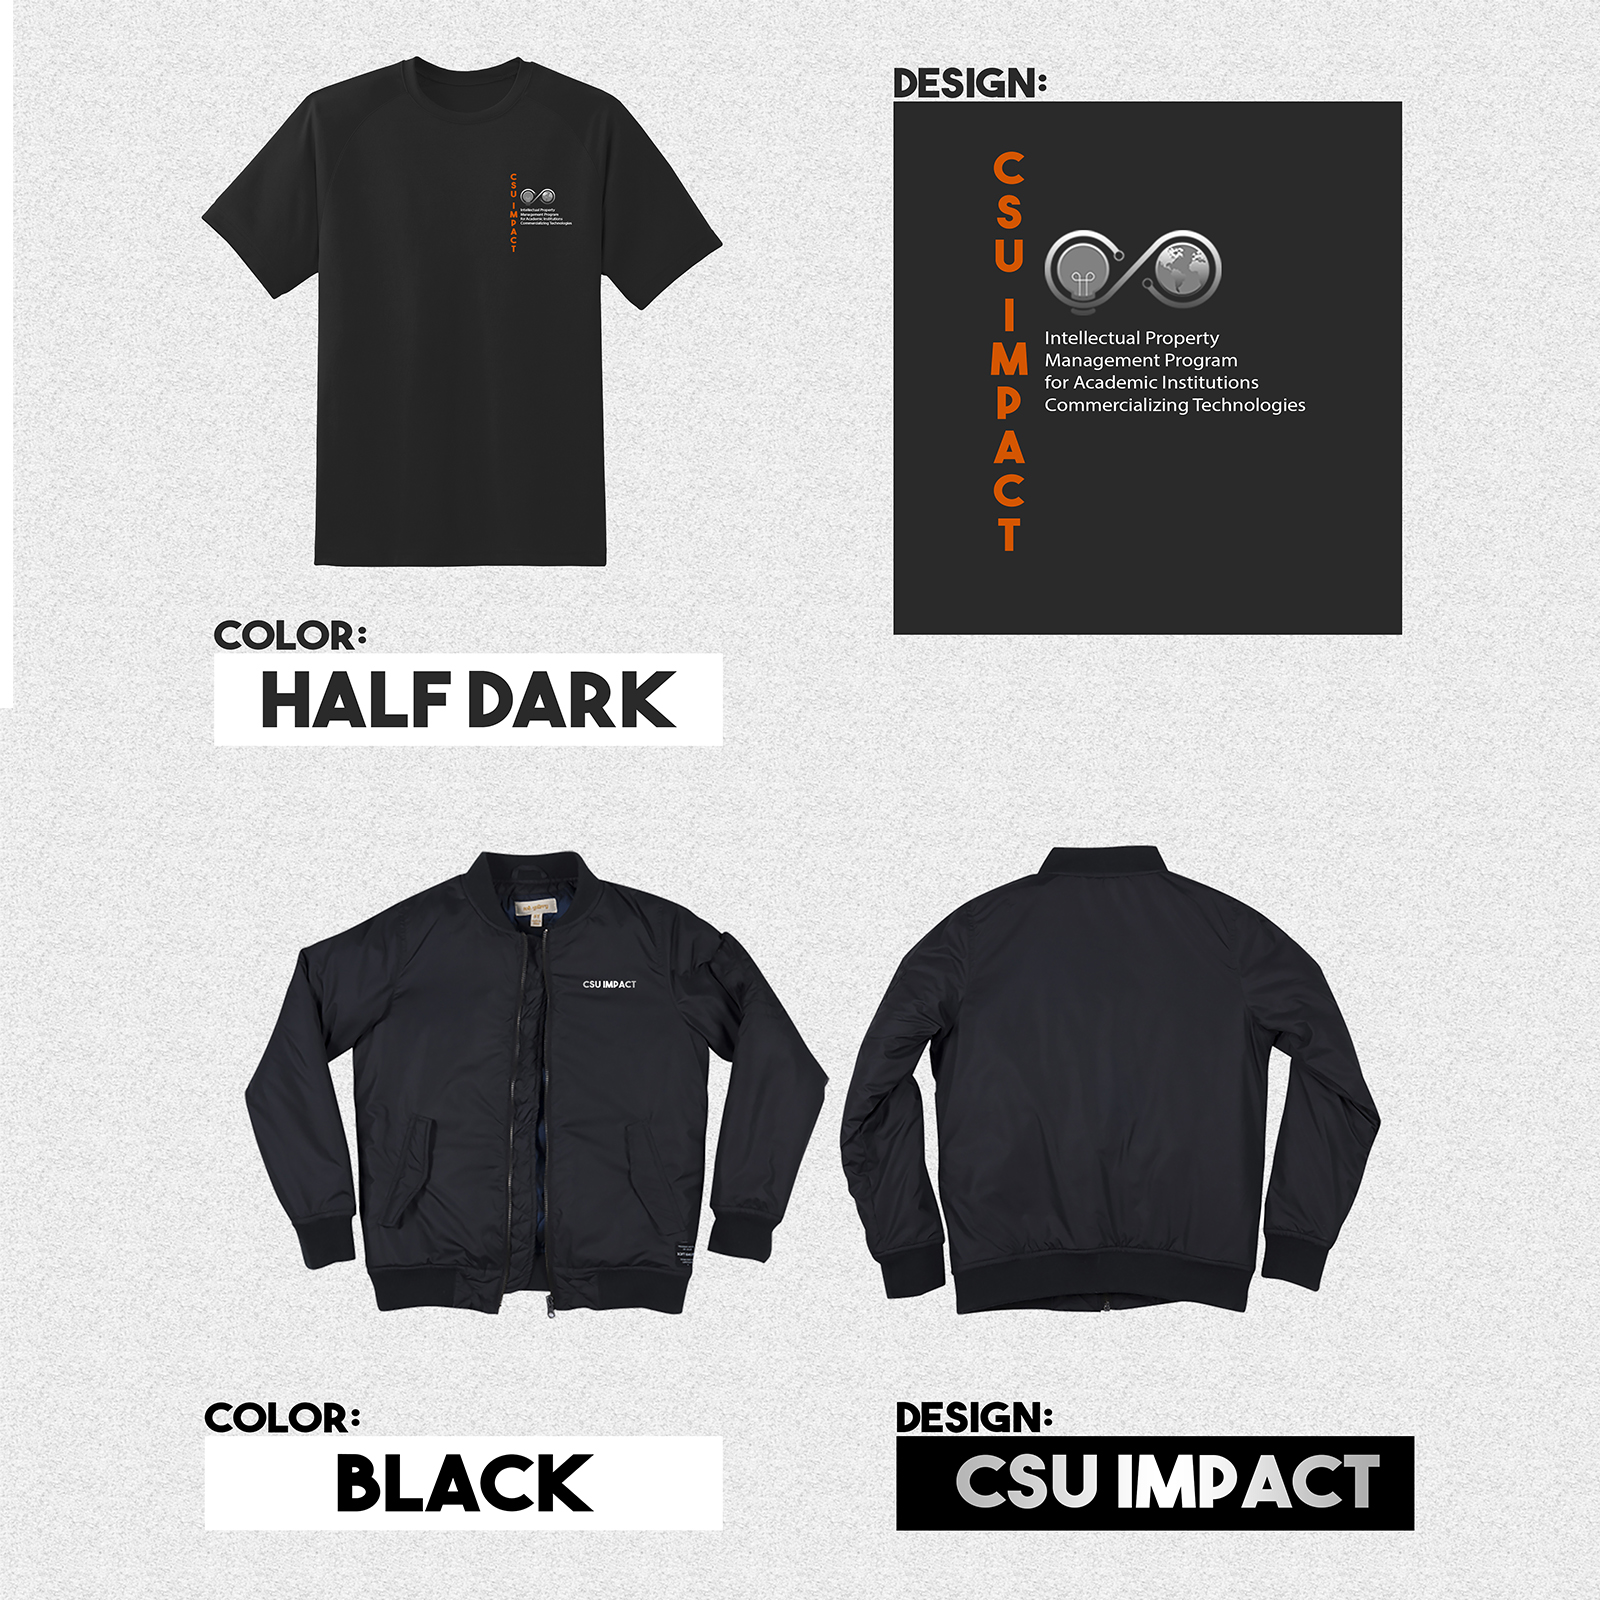 DESIGN:
CSU IMPACT
Intellectual Property
Management Program
for Academic Institutions
Commercializing Technologies
CSU IMPACT
Intellectual Property
Management Program
for Academic Institutions
Commercializing Technologies
COLOR:
HALF DARK
CSU IMPACT
COLOR:
BLACK
DESIGN:
CSU IMPACT